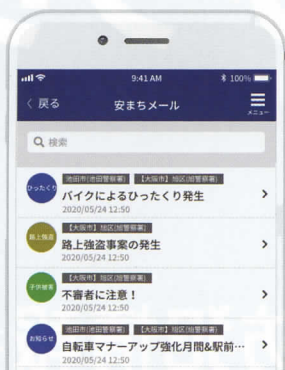 9:41 AM
100%
戻る
安まちメール
メニュー
検索
ひったくり
池田市(池田警察署) 【大阪市】旭区(旭警察署)
バイクによるひったくり発生
2020/05/24 12:50
路上強盗
【大阪市】旭区(旭警察署)
路上強盗事案の発生
2020/05/24 12:50
子供被害
【大阪市】旭区(旭警察署)
不審者に注意！
2020/05/24 12:50
お知らせ
池田市(池田警察署) 【大阪市】旭区(旭警察署)
自転車マナーアップ強化月間&駅前…
2020/05/24 12:50